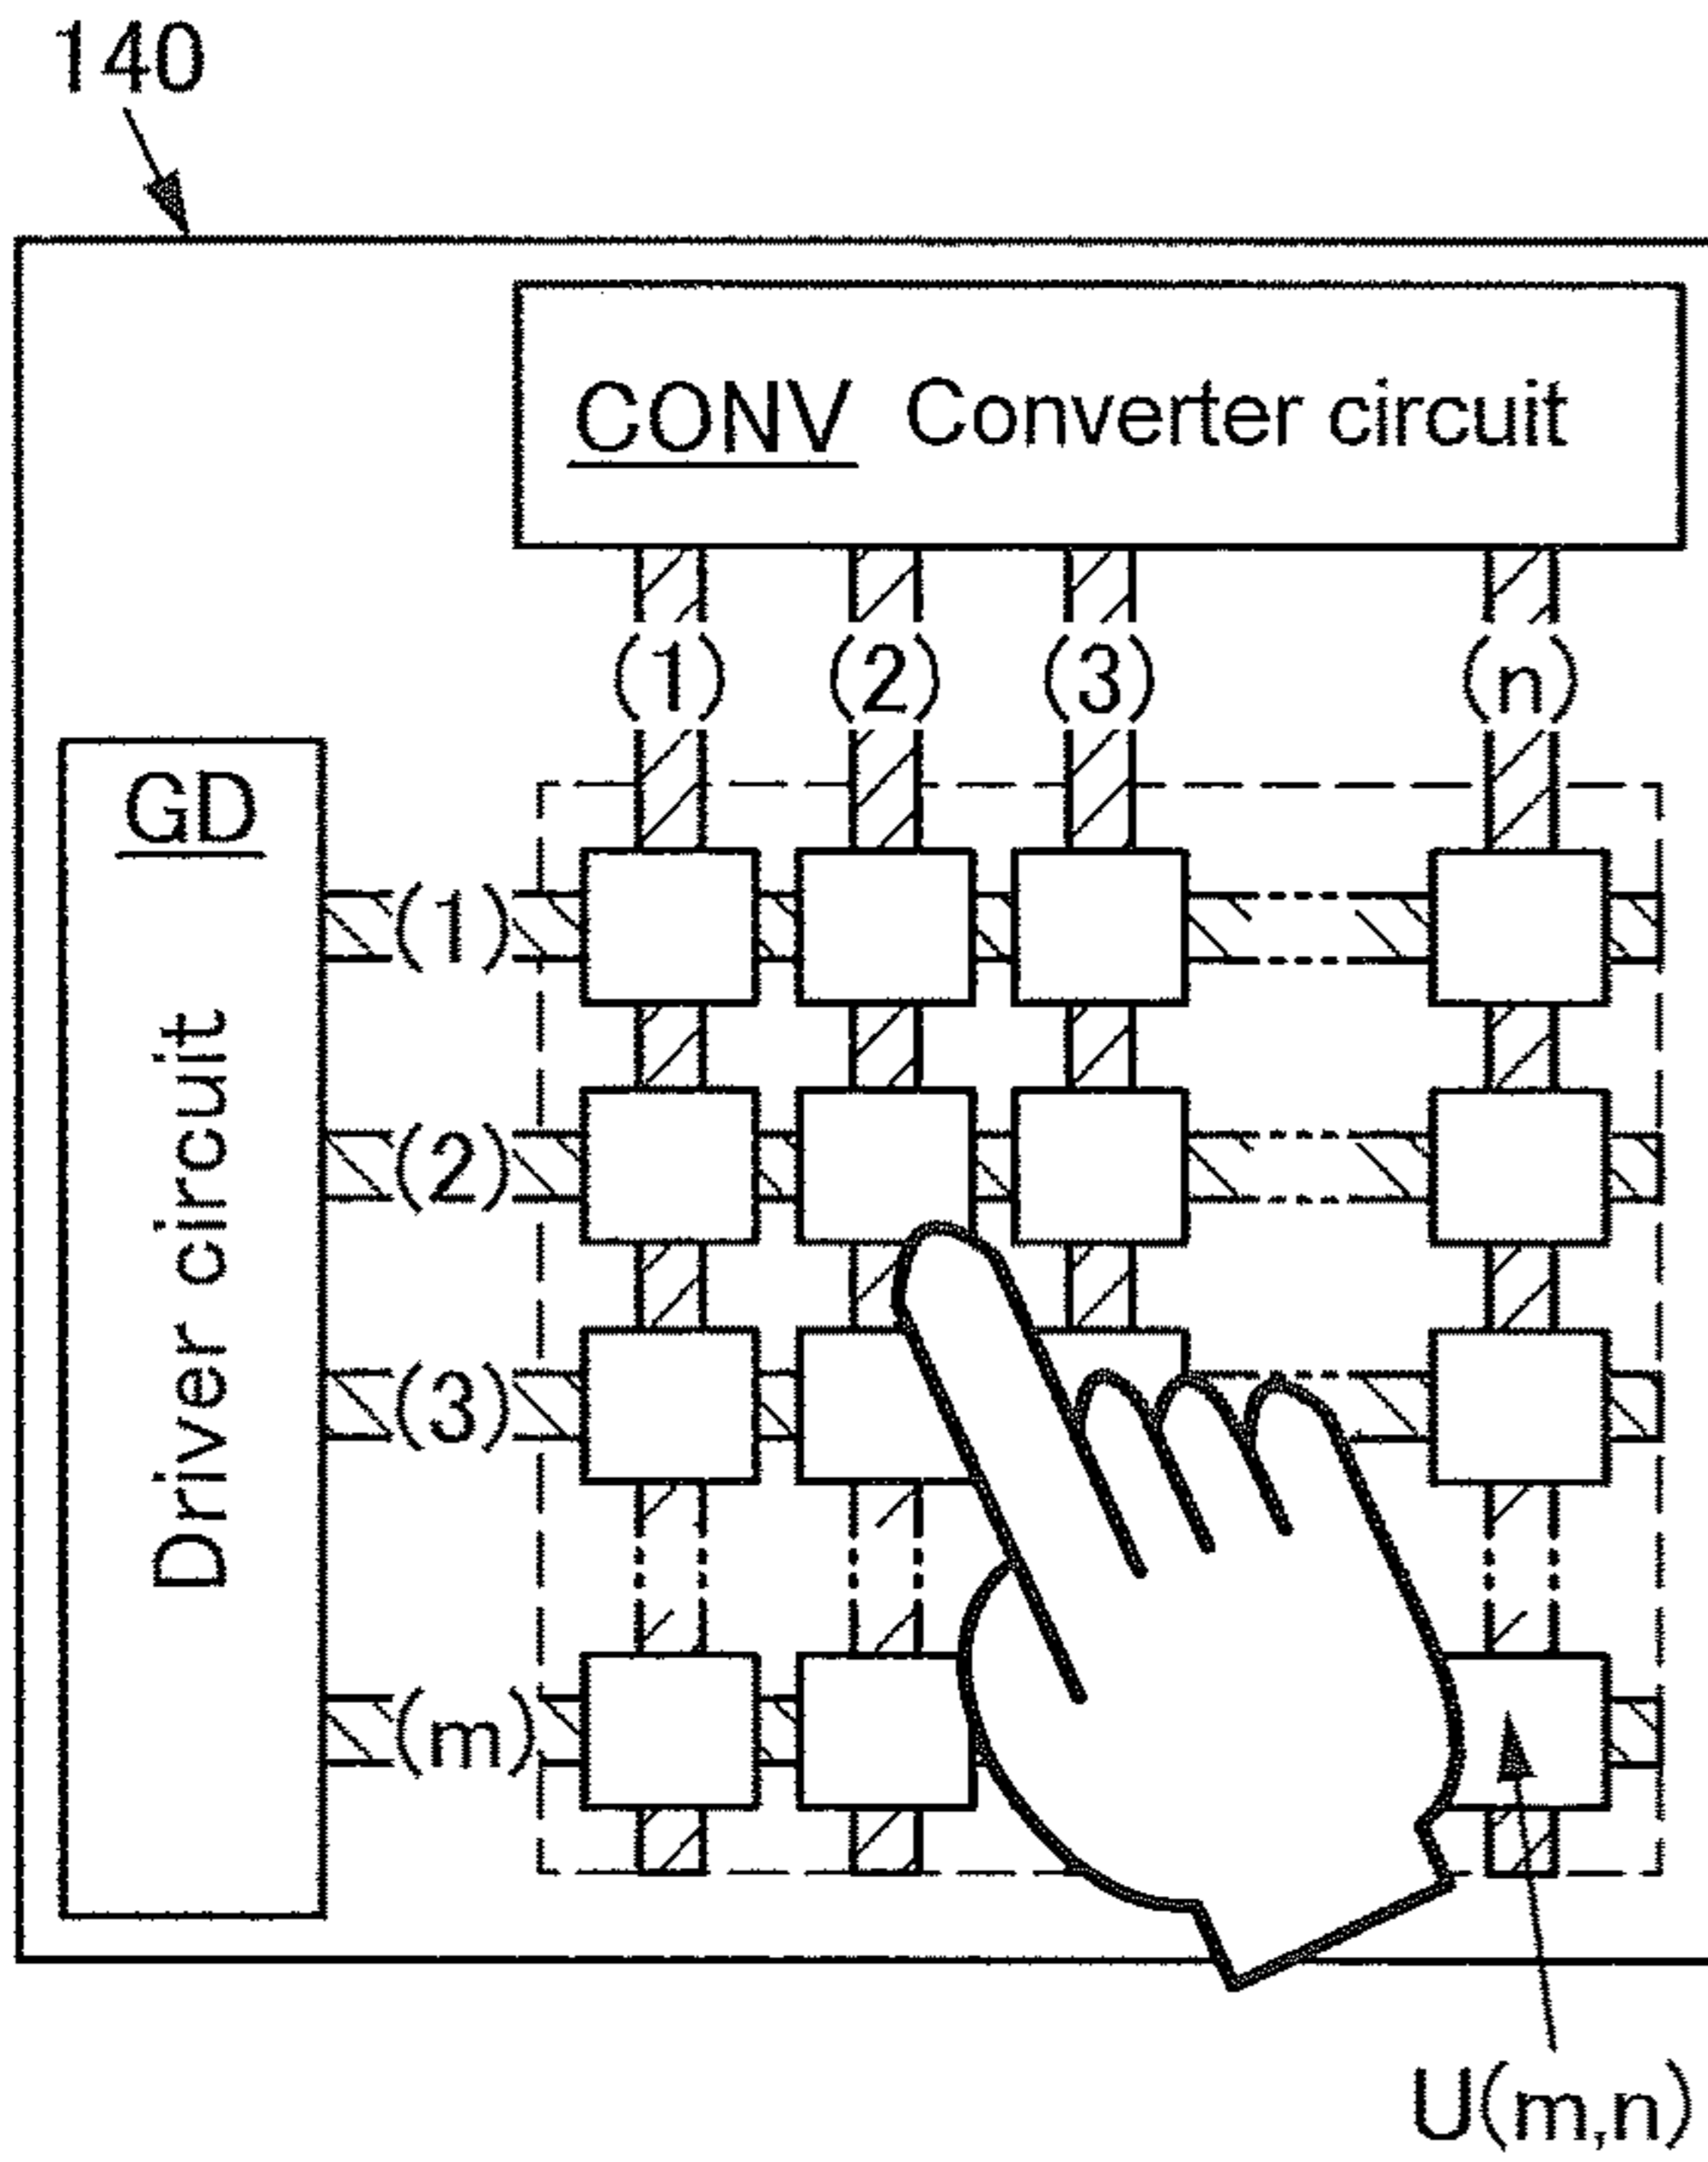 140
CONV Converter circuit
(1) (2) (3) (n)
GD
Driver circuit
(1)
(2)
(3)
(m)
U(m,n)